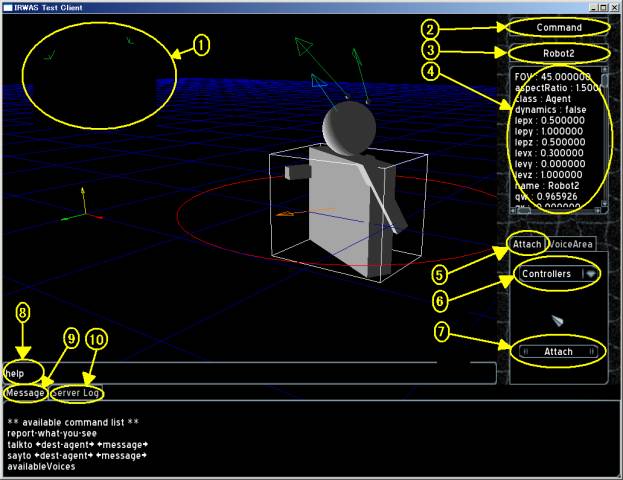 IRWAS Test Client
1
2
Command
3
Robot2
4
FOV : 45.000000
aspectRatio : 1.500
class : Agent
dynamics : false
lepx : 0.500000
lepy : 1.000000
lepz : 0.500000
levx : 0.300000
levy : 0.000000
levz : 1.000000
name : Robot2
qw : 0.965926
5
Attach
VoiceArea
6
Controllers
7
Attach
8
9
10
help
Message
Server Log
** available command list **
report-what-you-see
talkto <dest-agent> <message>
sayto <dest-agent> <message>
availableVoices